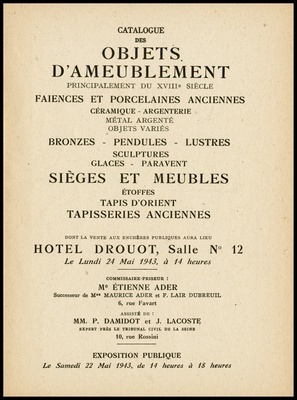 CATALOGUE
DES
OBJETS
D'AMEUBLEMENT
PRINCIPALEMENT DU XVIIIe SIÈCLE
FAIENCES ET PORCELAINES ANCIENNES
CÉRAMIQUE - ARGENTERIE
MÉTAL ARGENTÉ
OBJETS VARIÉS
BRONZES - PENDULES - LUSTRES
SCULPTURES
GLACES - PARAVENT
SIÈGES ET MEUBLES
ÉTOFFES
TAPIS D'ORIENT
TAPISSERIES ANCIENNES
DONT LA VENTE AUX ENCHÈRES PUBLIQUES AURA LIEU
HOTEL DROUOT, Salle No 12
Le Lundi 24 Mai 1943, à 14 heures
COMMISSAIRE-PRISEUR :
Me ÉTIENNE ADER
Successeur de Mes MAURICE ADER et F. LAIR DUBREUIL
6, rue Favart
ASSISTÉ DE :
MM. P. DAMIDOT et J. LACOSTE
EXPERT PRÈS LE TRIBUNAL CIVIL DE LA SEINE
10, rue Rossini
EXPOSITION PUBLIQUE
Le Samedi 22 Mai 1943, de 14 heures à 18 heures